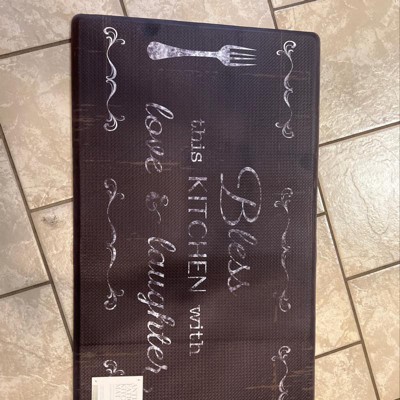 Bless
this KITCHEN with
love & laughter